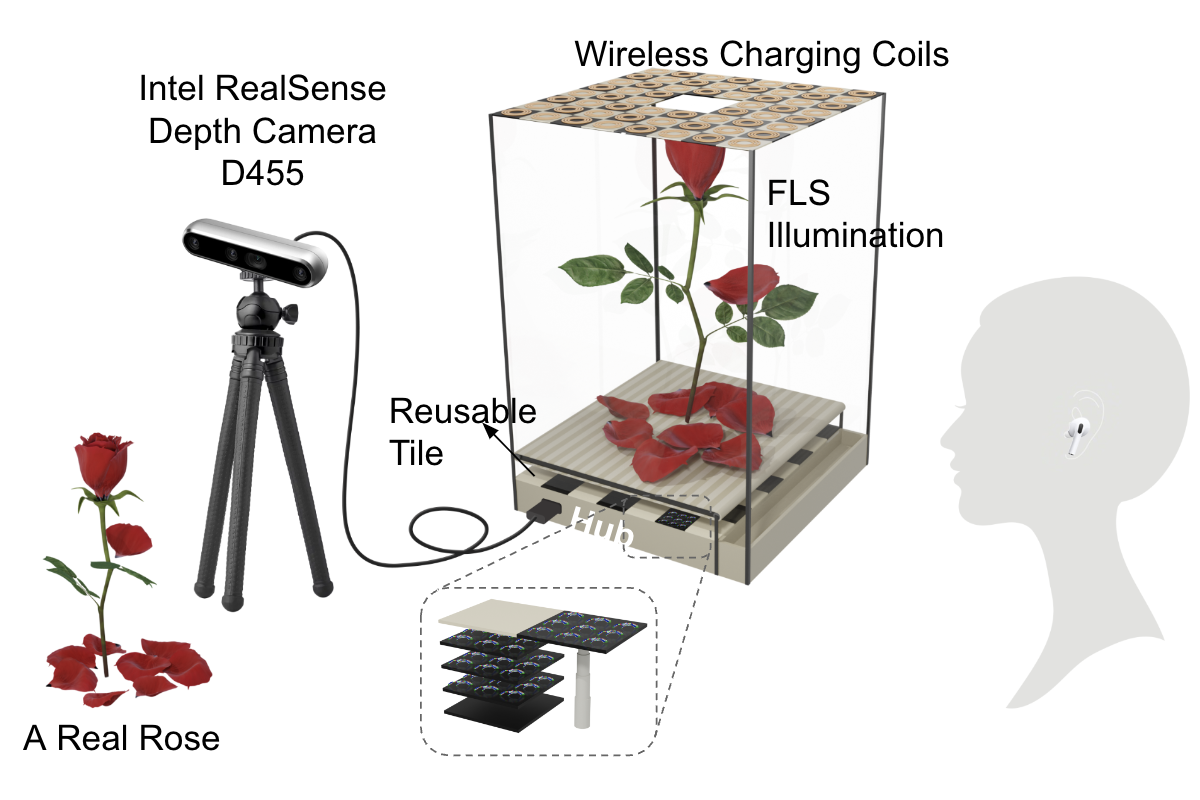 Wireless Charging Coils
Intel RealSense
Depth Camera
D455
FLS
Illumination
Reusable
Tile
Hub
A Real Rose